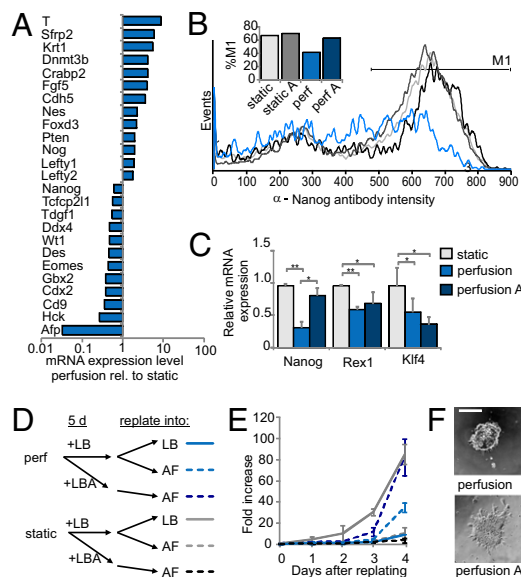 A
T
Sfrp2
Krt1
Dnmt3b
Crabp2
Fgf5
Cdh5
Nes
Foxd3
Pten
Nog
Lefty1
Lefty2
Nanog
Tcfcp2l1
Tdgf1
Ddx4
Wt1
Des
Eomes
Gbx2
Cdx2
Cd9
Hck
Afp
0.01 1 100
mRNA expression level
perfusion rel. to static
B
%M1
80
60
40
20
0
static
static A
perf
perf A
M1
Events
0 100 200 300 400 500 600 700 800 900
α - Nanog antibody intensity
C
Relative mRNA
expression
1.5
1
0.5
0
** * ** * * *
Nanog Rex1 Klf4
static
perfusion
perfusion A
D
5 d replate into:
perf
+LB
+LBA
LB
AF
AF
static
+LB
+LBA
LB
AF
AF
E
Fold increase
120
100
80
60
40
20
0
0 1 2 3 4
Days after replating
F
perfusion
perfusion A